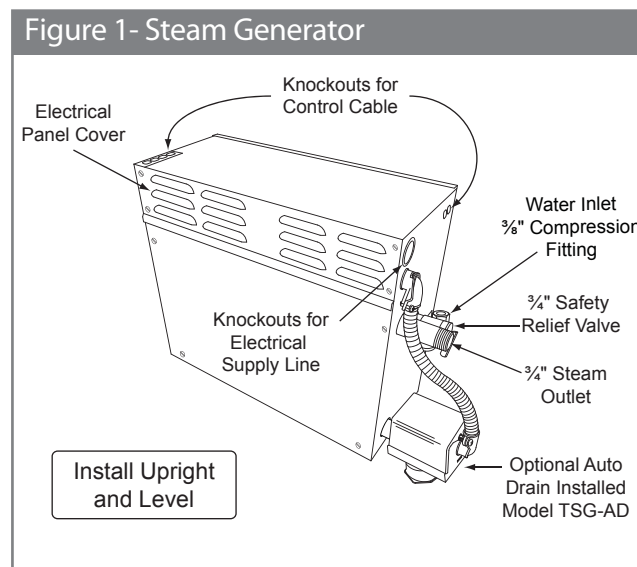 Figure 1- Steam Generator
Knockouts for
Control Cable
Electrical
Panel Cover
Water Inlet
⅜" Compression
Fitting
¾" Safety
Relief Valve
Knockouts for
Electrical
Supply Line
¾" Steam
Outlet
Install Upright
and Level
Optional Auto
Drain Installed
Model TSG-AD